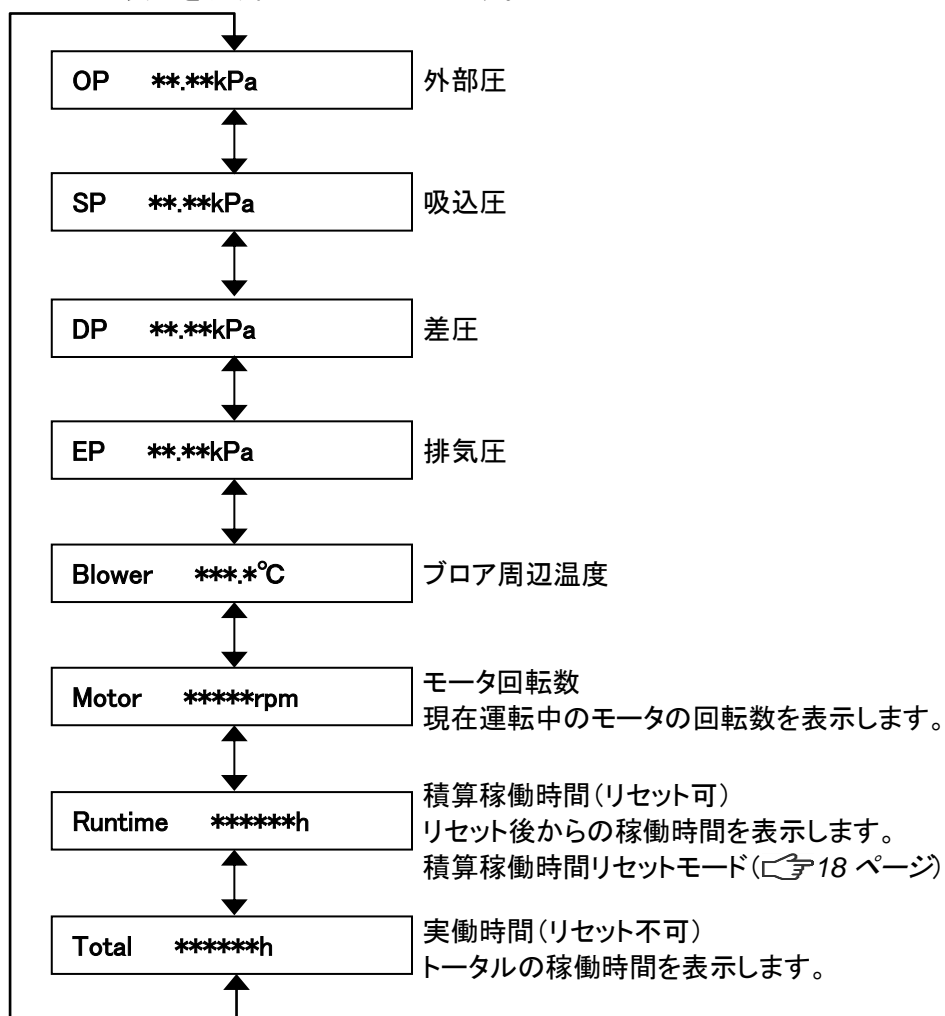 OP **.**kPa 外部圧
SP **.**kPa 吸込圧
DP **.**kPa 差圧
EP **.**kPa 排気圧
Blower ***.*℃ ブロア周辺温度
モータ回転数
Motor *****rpm
現在運転中のモータの回転数を表示します。
積算稼働時間(リセット可)
Runtime ******h
リセット後からの稼働時間を表示します。
積算稼働時間リセットモード(☞18 ページ)
実働時間(リセット不可)
Total ******h
トータルの稼働時間を表示します。